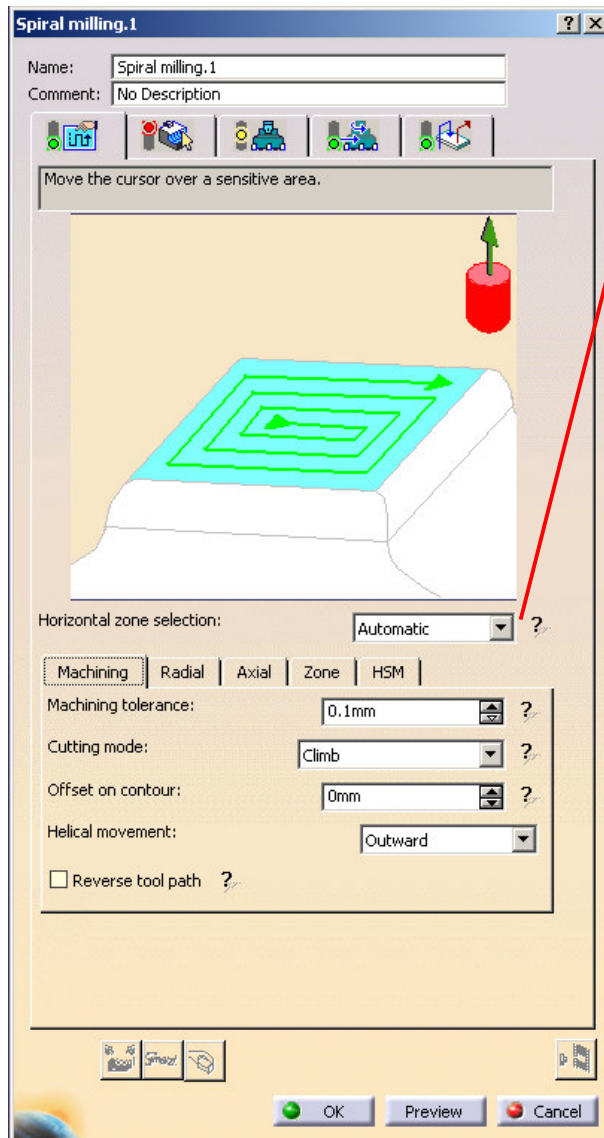 Spiral milling.1
Name: Spiral milling.1
Comment: No Description
Move the cursor over a sensitive area.
Horizontal zone selection: Automatic ?
Machining Radial Axial Zone HSM
Machining tolerance: 0.1mm ?
Cutting mode: Climb ?
Offset on contour: 0mm ?
Helical movement: Outward
Reverse tool path ?
OK Preview Cancel